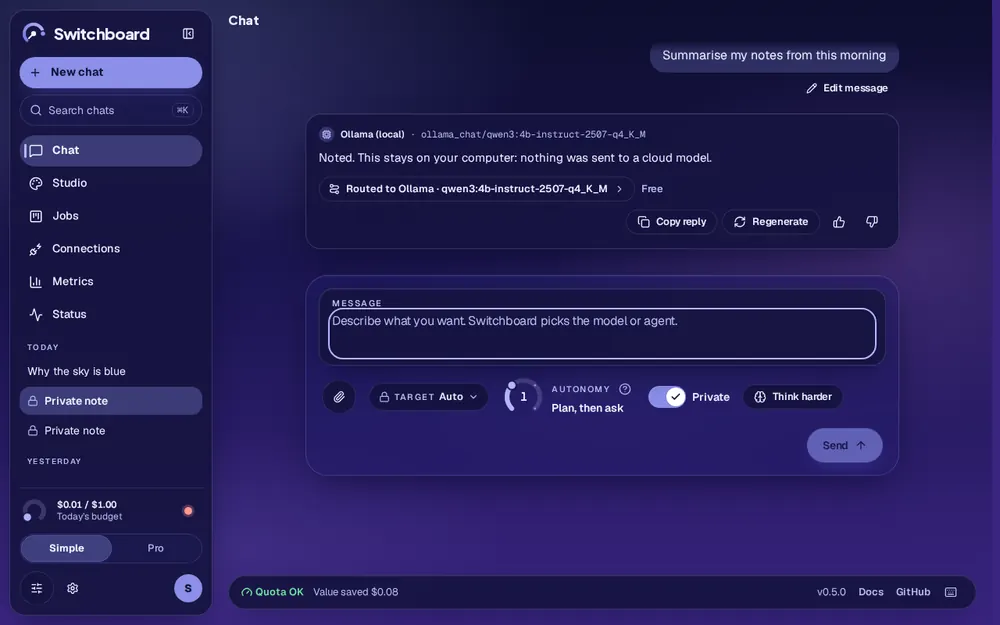 Switchboard
New chat
Search chats
⌘K
Chat
Studio
Jobs
Connections
Metrics
Status
TODAY
Why the sky is blue
Private note
Private note
YESTERDAY
$0.01 / $1.00
Today's budget
Simple
Pro
S
Chat
Summarise my notes from this morning
Edit message
Ollama (local) · ollama_chat/qwen3:4b-instruct-2507-q4_K_M
Noted. This stays on your computer: nothing was sent to a cloud model.
Routed to Ollama · qwen3:4b-instruct-2507-q4_K_M
Free
Copy reply
Regenerate
MESSAGE
Describe what you want. Switchboard picks the model or agent.
TARGET Auto
1
AUTONOMY
Plan, then ask
Private
Think harder
Send
Quota OK
Value saved $0.08
v0.5.0
Docs
GitHub